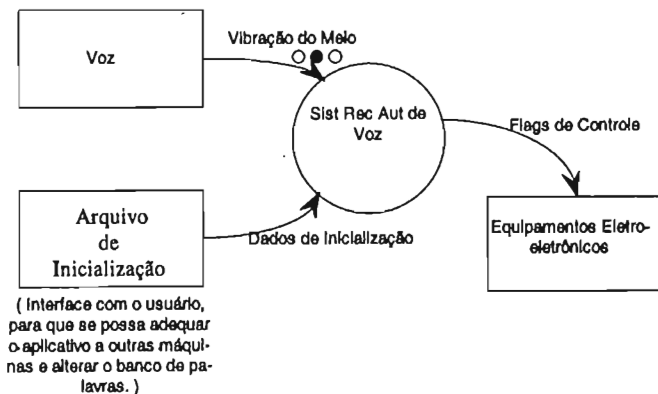 Vibração do Meio
Voz
Sist Rec Aut de
Voz
Flags de Controle
Arquivo
de
Inicialização
Dados de Inicialização
Equipamentos Eletro-
eletrônicos
( Interface com o usuário,
para que se possa adequar
o aplicativo a outras máqui-
nas e alterar o banco de pa-
lavras. )